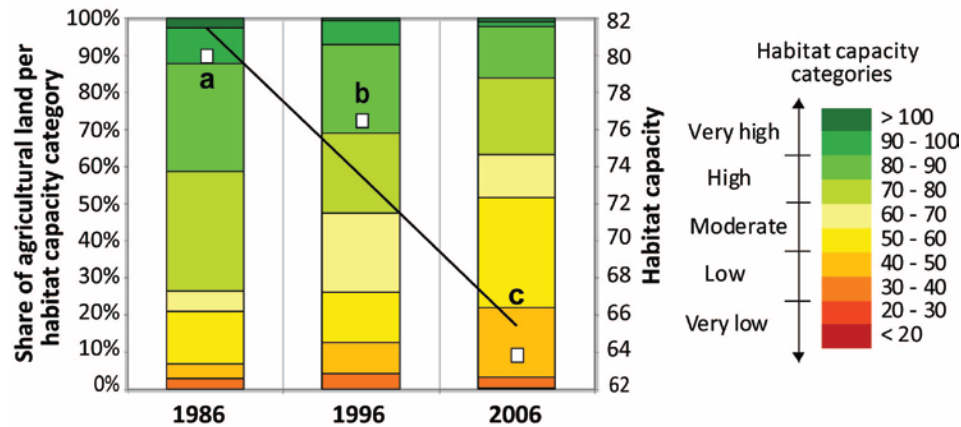 Share of agricultural land per
habitat capacity category
100%
90%
80%
70%
60%
50%
40%
30%
20%
10%
0%
a
b
c
1986
1996
2006
82
80
78
76
74
72
70
68
66
64
62
Habitat capacity
Habitat capacity
categories
Very high
High
Moderate
Low
Very low
> 100
90 - 100
80 - 90
70 - 80
60 - 70
50 - 60
40 - 50
30 - 40
20 - 30
< 20